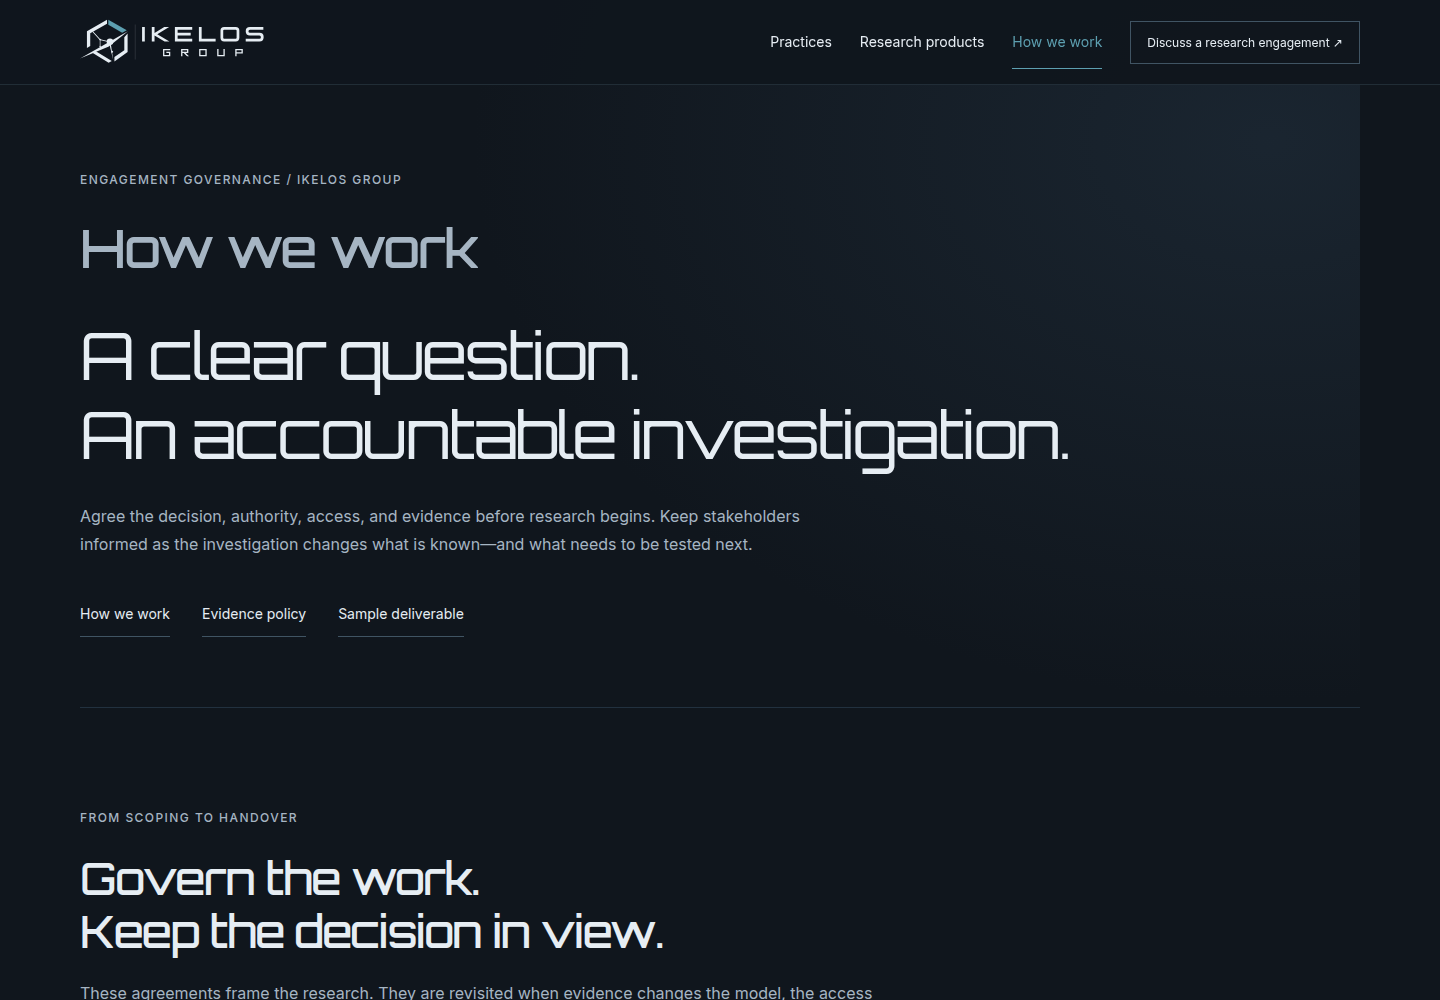 IKELOS
GROUP
Practices
Research products
How we work
Discuss a research engagement ↗
ENGAGEMENT GOVERNANCE / IKELOS GROUP
How we work
A clear question.
An accountable investigation.
Agree the decision, authority, access, and evidence before research begins. Keep stakeholders
informed as the investigation changes what is known—and what needs to be tested next.
How we work
Evidence policy
Sample deliverable
FROM SCOPING TO HANDOVER
Govern the work.
Keep the decision in view.
These agreements frame the research. They are revisited when evidence changes the model, the access